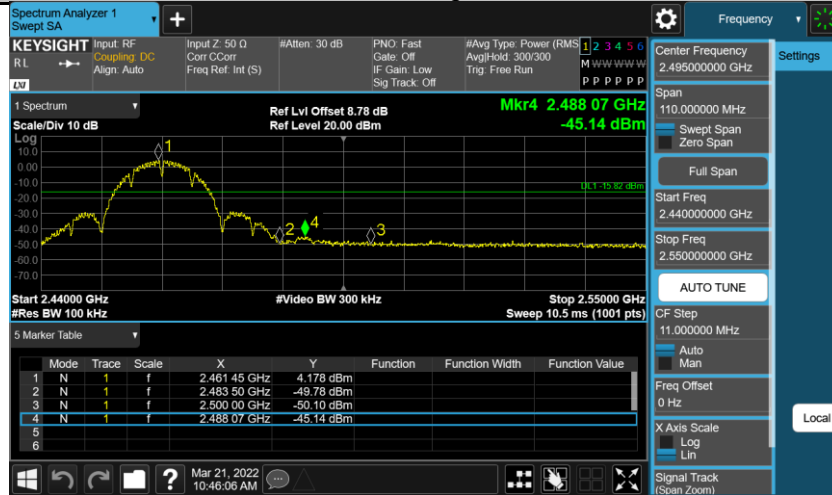 Spectrum Analyzer 1
Swept SA
+
Frequency
KEYSIGHT
RL
LXI
Input: RF
Coupling: DC
Align: Auto
Input Z: 50 Ω
Corr CCorr
Freq Ref: Int (S)
#Atten: 30 dB
PNO: Fast
Gate: Off
IF Gain: Low
Sig Track: Off
#Avg Type: Power (RMS
Avg|Hold: 300/300
Trig: Free Run
1 2 3 4 5 6
M W W W W W
P P P P P P
1 Spectrum
Scale/Div 10 dB
Ref Lvl Offset 8.78 dB
Ref Level 20.00 dBm
Mkr4 2.488 07 GHz
-45.14 dBm
Log
10.0
0.00
-10.0
-20.0
-30.0
-40.0
-50.0
-60.0
-70.0
1
2
4
3
DL1 -15.82 dBm
Start 2.44000 GHz
#Video BW 300 kHz
Stop 2.55000 GHz
#Res BW 100 kHz
Sweep 10.5 ms (1001 pts)
5 Marker Table
Mode Trace Scale X Y Function Function Width Function Value
1 N 1 f 2.461 45 GHz 4.178 dBm
2 N 1 f 2.483 50 GHz -49.78 dBm
3 N 1 f 2.500 00 GHz -50.10 dBm
4 N 1 f 2.488 07 GHz -45.14 dBm
5
6
?
Mar 21, 2022
10:46:06 AM
Center Frequency
2.495000000 GHz
Span
110.000000 MHz
Swept Span
Zero Span
Full Span
Start Freq
2.440000000 GHz
Stop Freq
2.550000000 GHz
AUTO TUNE
CF Step
11.000000 MHz
Auto
Man
Freq Offset
0 Hz
X Axis Scale
Log
Lin
Signal Track
(Span Zoom)
Settings
Local